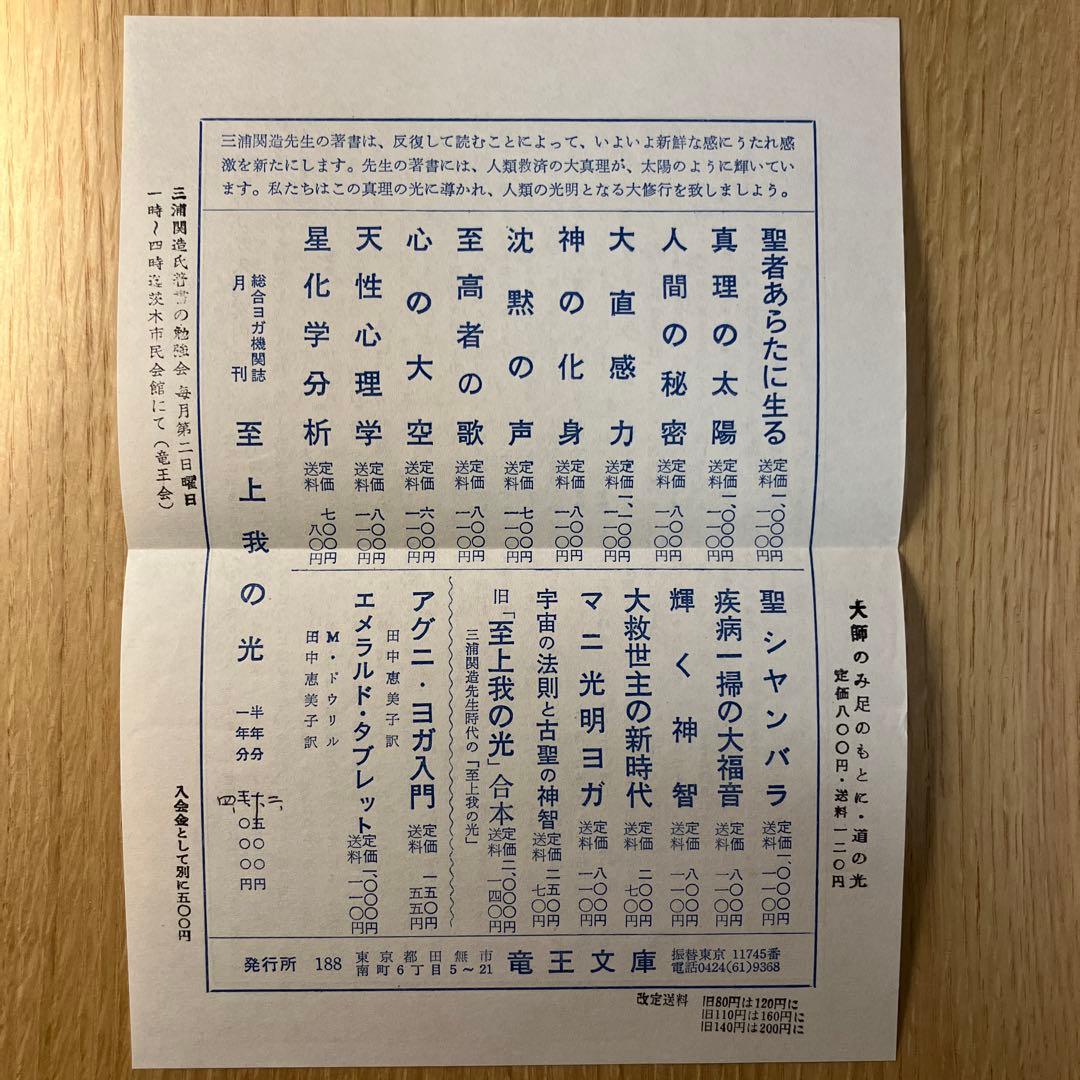 三浦関造先生の著書は、反復して読むことによって、いよいよ新鮮な感にうたれ感
激を新たにします。先生の著書には、人類救済の大真理が、太陽のように輝いてい
ます。私たちはこの真理の光に導かれ、人類の光明となる大修行を致しましょう。
聖者あらたに生る 定価一、〇〇〇円 送料一一〇円
真理の太陽 定価一、〇〇〇円 送料一一〇円
人間の秘密 定価八〇〇円 送料一一〇円
大直感力 定価一、一〇〇円 送料一一〇円
神の化身 定価八〇〇円 送料一一〇円
沈黙の声 定価七〇〇円 送料一一〇円
至高者の歌 定価八〇〇円 送料一一〇円
心の大空 定価六〇〇円 送料一一〇円
天性心理学 定価八〇〇円 送料一一〇円
星化学分析 定価七〇〇円 送料八〇円
聖シャンバラ 定価一、〇〇〇円 送料一一〇円
疾病一掃の大福音 定価八〇〇円 送料一一〇円
輝く神智 定価八〇〇円 送料一一〇円
大救世主の新時代 定価二〇〇円 送料七〇円
マニ光明ヨガ 定価八〇〇円 送料一一〇円
宇宙の法則と古聖の神智 定価二五〇円 送料七〇円
旧「至上我の光」合本 定価二、〇〇〇円 送料一四〇円
三浦関造先生時代の「至上我の光」
アグニ・ヨガ入門 定価一五〇円 送料五五円
田中恵美子訳
エメラルド・タブレット 定価一、〇〇〇円 送料一一〇円
M・ドウリル
田中恵美子訳
総合ヨガ機関誌
月刊 至上我の光
半年分 二、五〇〇円
一年分 四、〇〇〇円
発行所 188 東京都田無市
南町6丁目5~21 竜王文庫 振替東京 11745番
電話0424(61)9368
大師のみ足のもとに・道の光
定価八〇〇円・送料一二〇円
三浦関造氏著書の勉強会 毎月第二日曜日
一時~四時迄茨木市民会館にて(竜王会)
入会金として別に五〇〇円
改定送料 旧80円は120円に
旧110円は160円に
旧140円は200円に